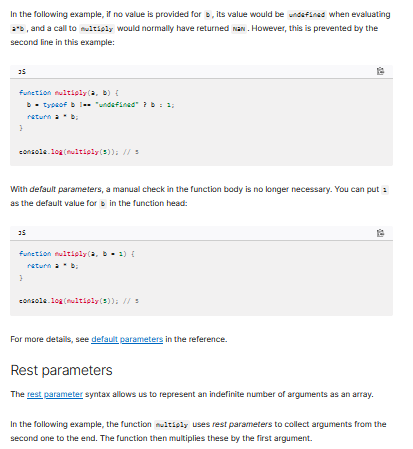 In the following example, if no value is provided for b, its value would be undefined when evaluating
a*b, and a call to multiply would normally have returned NaN. However, this is prevented by the
second line in this example:
JS
function multiply(a, b) {
  b = typeof b !== "undefined" ? b : 1;
  return a * b;
}
console.log(multiply(5)); // 5
With default parameters, a manual check in the function body is no longer necessary. You can put 1
as the default value for b in the function head:
JS
function multiply(a, b = 1) {
  return a * b;
}
console.log(multiply(5)); // 5
For more details, see default parameters in the reference.
Rest parameters
The rest parameter syntax allows us to represent an indefinite number of arguments as an array.
In the following example, the function multiply uses rest parameters to collect arguments from the
second one to the end. The function then multiplies these by the first argument.